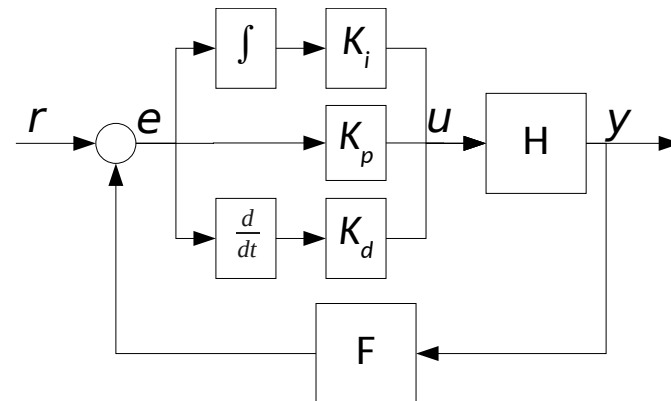 ∫ K_i
r e K_p u H y
d/dt K_d
F